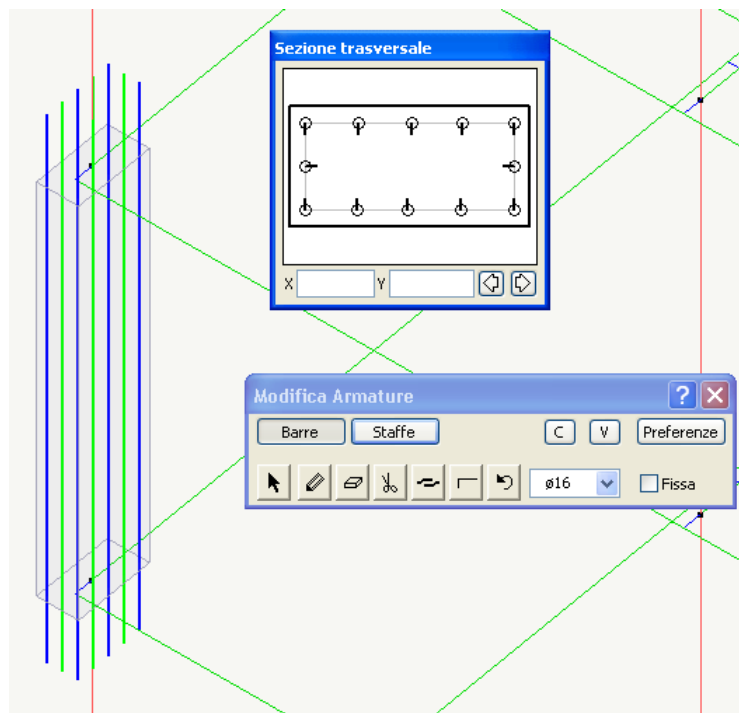 Sezione trasversale
X Y
Modifica Armature
Barre Staffe C V Preferenze
ø16 Fissa